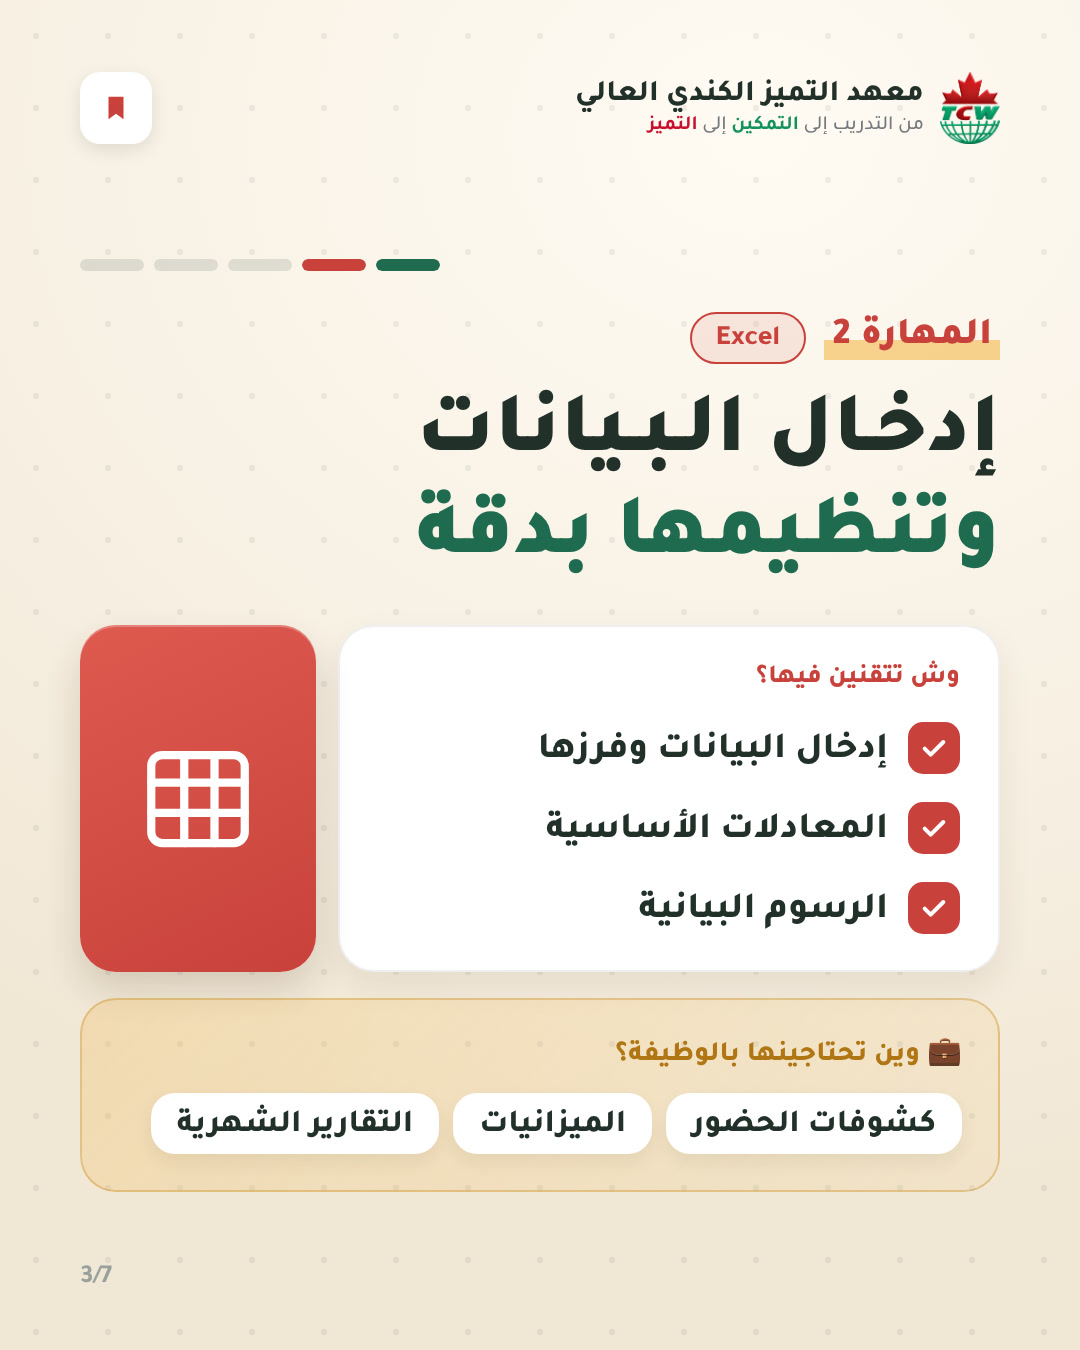 معهد التميز الكندي العالي
من التدريب إلى التمكين إلى التميز
TCW
المهارة 2
Excel
إدخال البيانات
وتنظيمها بدقة
وش تتقنين فيها؟
إدخال البيانات وفرزها
المعادلات الأساسية
الرسوم البيانية
وين تحتاجينها بالوظيفة؟
كشوفات الحضور
الميزانيات
التقارير الشهرية
3/7